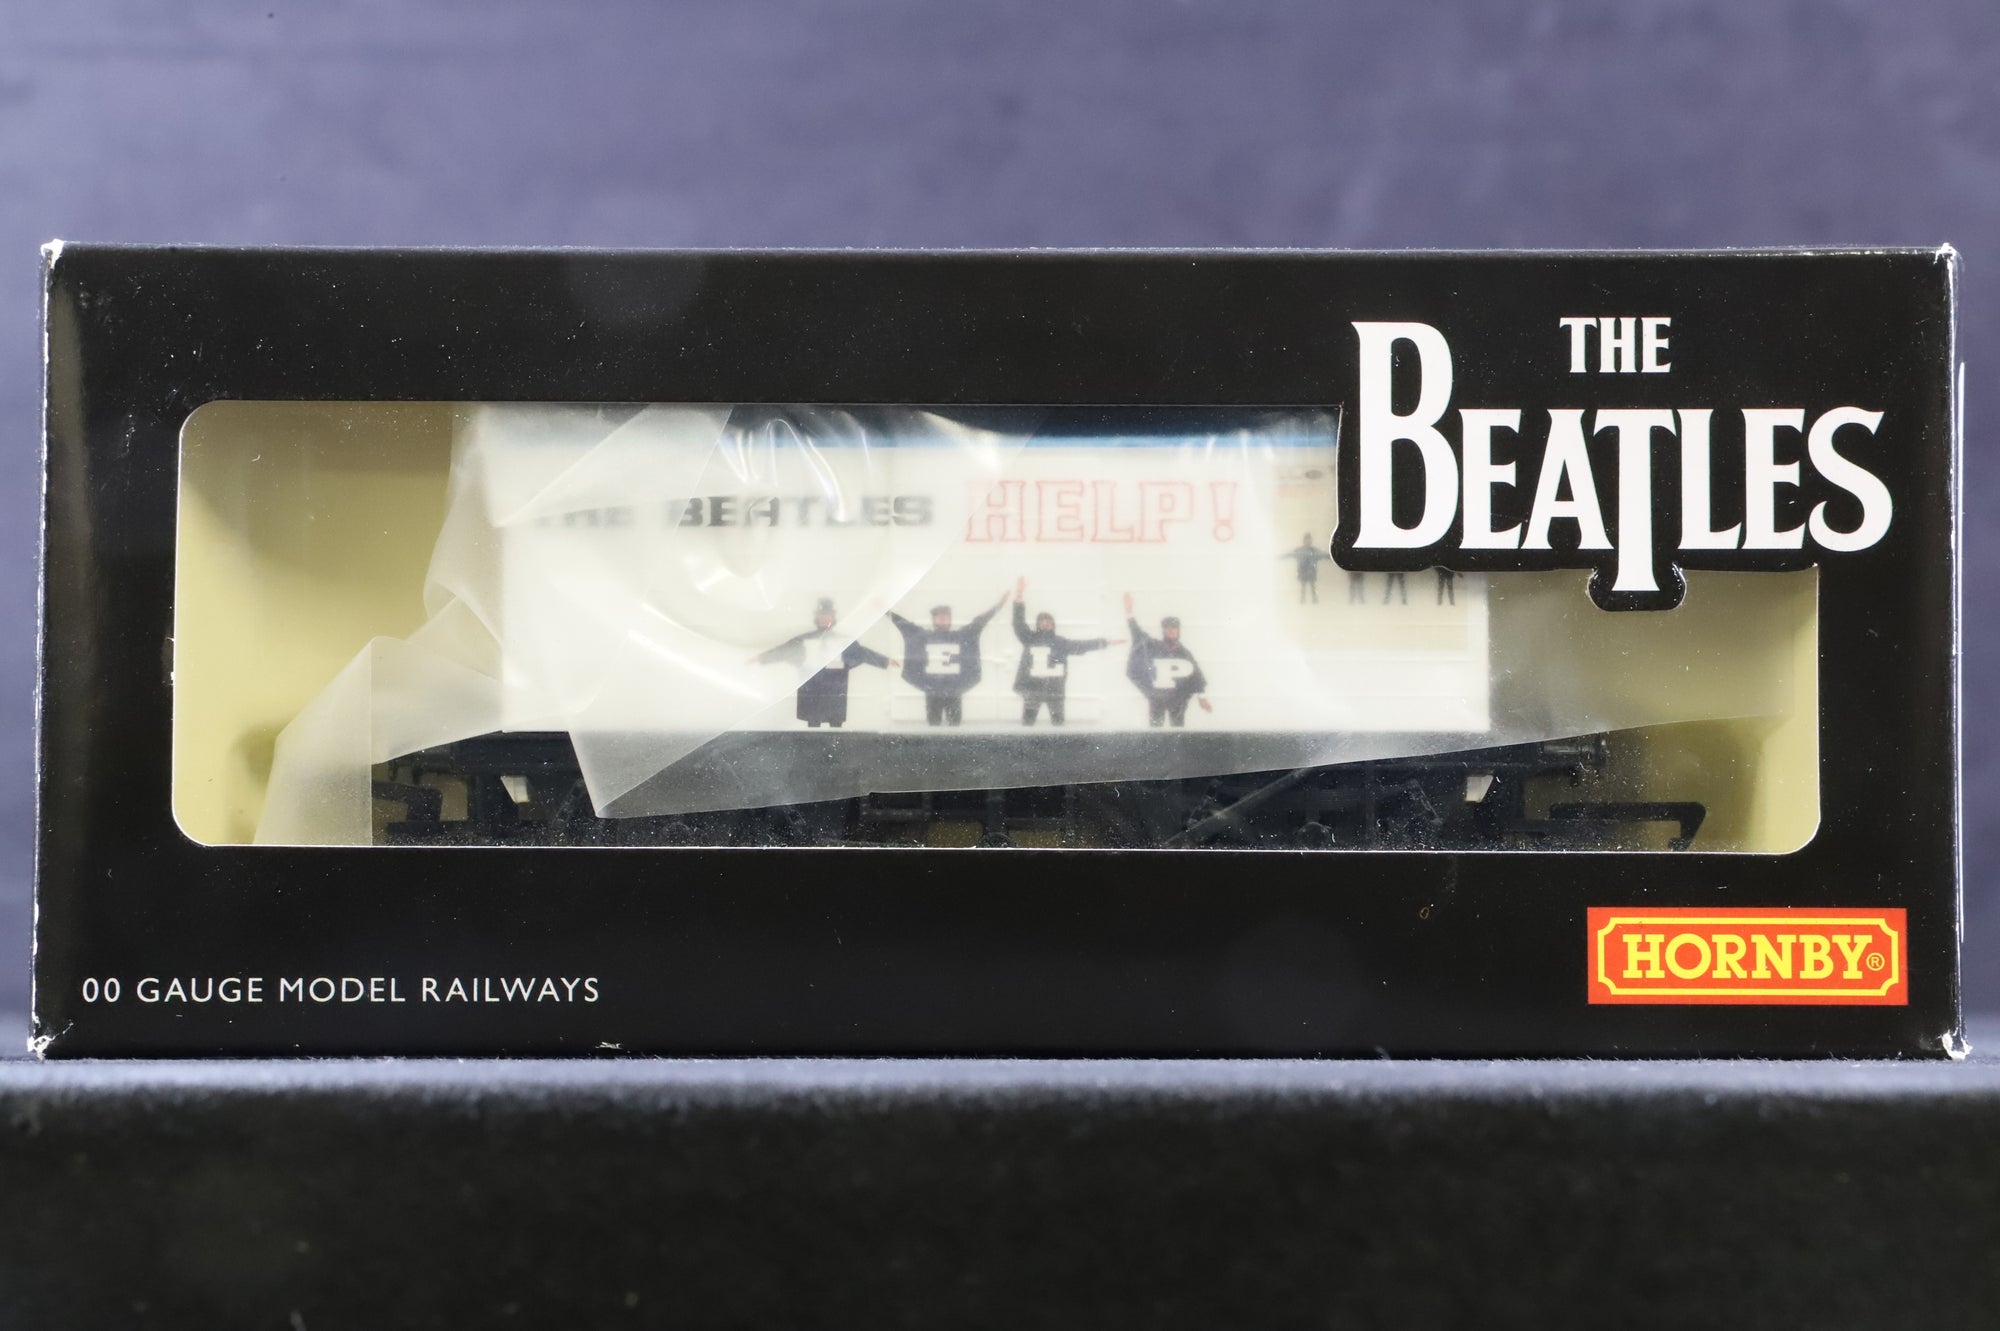 THE
BEATLES
THE BEATLES HELP!
H E L P
00 GAUGE MODEL RAILWAYS
HORNBY®